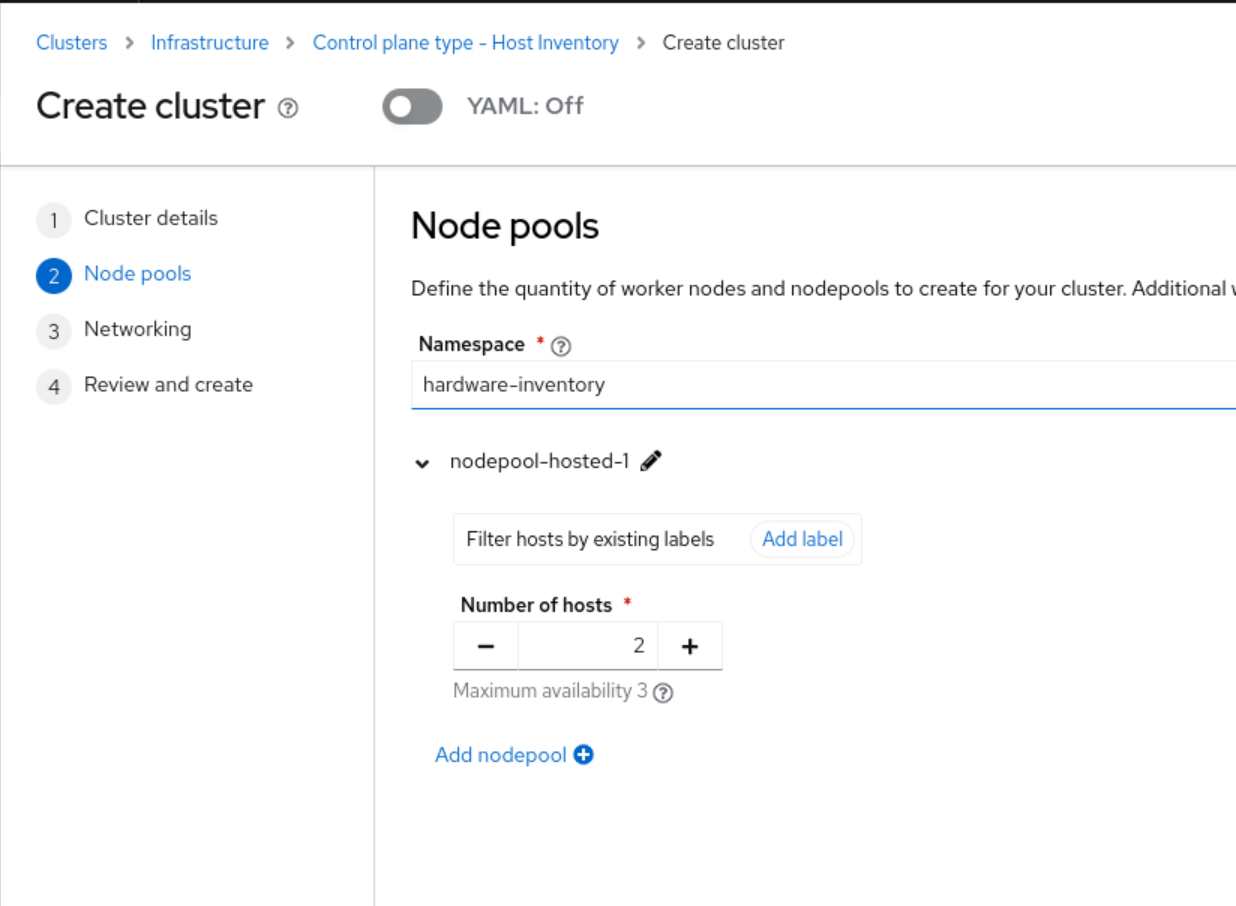 Clusters > Infrastructure > Control plane type - Host Inventory > Create cluster
Create cluster ? YAML: Off
1 Cluster details
2 Node pools
3 Networking
4 Review and create
Node pools
Define the quantity of worker nodes and nodepools to create for your cluster. Additional
Namespace * ?
hardware-inventory
nodepool-hosted-1
Filter hosts by existing labels Add label
Number of hosts *
− 2 +
Maximum availability 3 ?
Add nodepool +